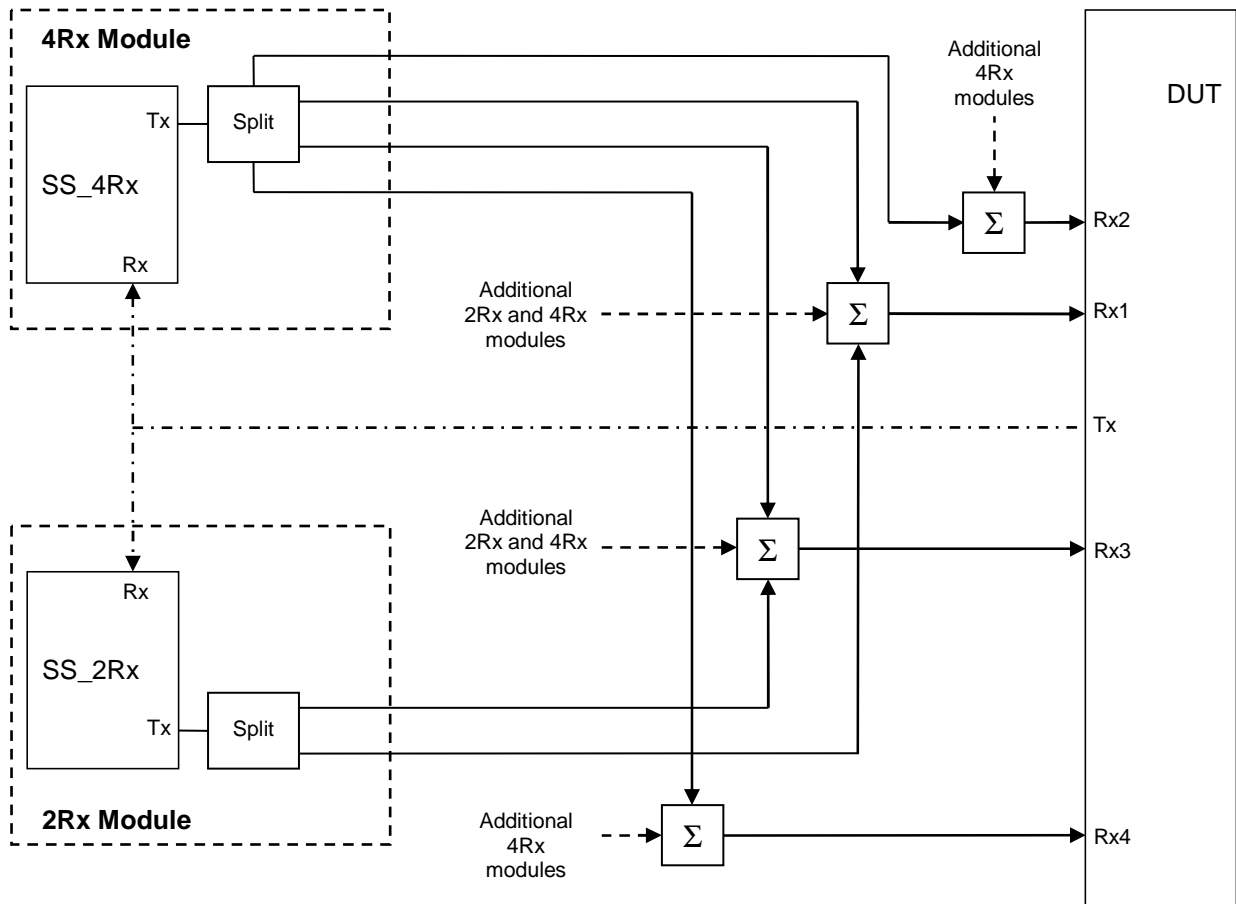 4Rx Module
Tx
Split
SS_4Rx
Rx
Additional
4Rx
modules
DUT
Σ
Rx2
Additional
2Rx and 4Rx
modules
Σ
Rx1
Tx
Additional
2Rx and 4Rx
modules
Σ
Rx3
Rx
SS_2Rx
Tx
Split
2Rx Module
Additional
4Rx
modules
Σ
Rx4